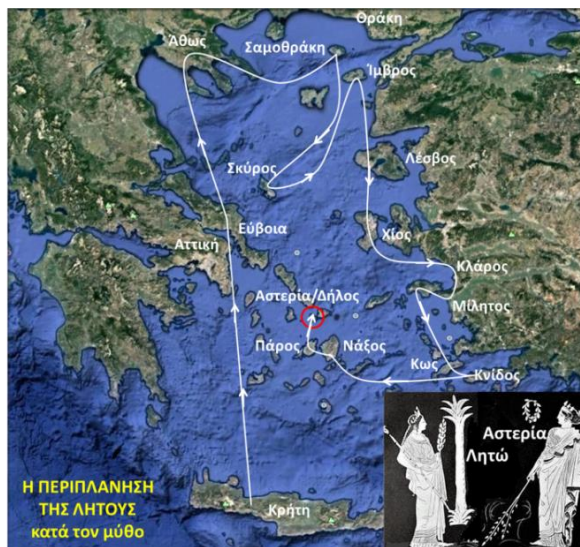 Θράκη
Άθως
Σαμοθράκη
Ίμβρος
Λέσβος
Σκύρος
Χίος
Εύβοια
Αττική
Κλάρος
Αστερία/Δήλος
Μίλητος
Πάρος
Νάξος
Κως
Κνίδος
Αστερία
Λητώ
Η ΠΕΡΙΠΛΑΝΗΣΗ
ΤΗΣ ΛΗΤΟΥΣ
κατά τον μύθο
Κρήτη